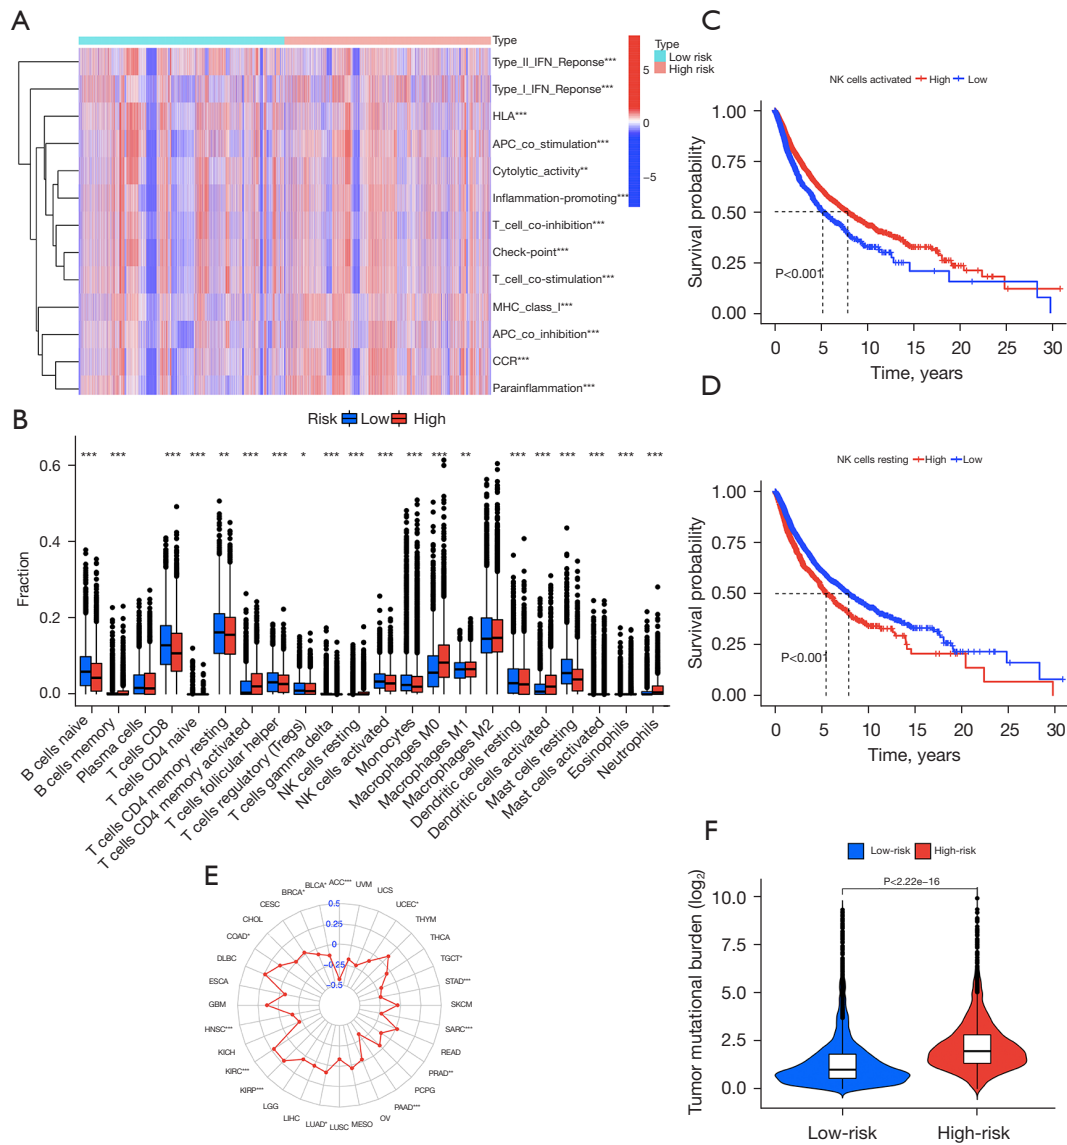 A
Type
Type_II_IFN_Reponse***
Type_I_IFN_Reponse***
HLA***
APC_co_stimulation***
Cytolytic_activity**
Inflammation-promoting***
T_cell_co-inhibition***
Check-point***
T_cell_co-stimulation***
MHC_class_I***
APC_co_inhibition***
CCR***
Parainflammation***
5
0
−5
Type
Low risk
High risk
B
Risk Low High
Fraction
0.6
0.4
0.2
0.0
*** *** *** *** ** *** *** * *** *** *** *** *** ** *** *** *** *** *** ***
B cells naive
B cells memory
Plasma cells
T cells CD8
T cells CD4 naive
T cells CD4 memory resting
T cells CD4 memory activated
T cells follicular helper
T cells regulatory (Tregs)
T cells gamma delta
NK cells resting
NK cells activated
Monocytes
Macrophages M0
Macrophages M1
Macrophages M2
Dendritic cells resting
Dendritic cells activated
Mast cells resting
Mast cells activated
Eosinophils
Neutrophils
C
NK cells activated High Low
Survival probability
1.00
0.75
0.50
0.25
0.00
P<0.001
0 5 10 15 20 25 30
Time, years
D
NK cells resting High Low
Survival probability
1.00
0.75
0.50
0.25
0.00
P<0.001
0 5 10 15 20 25 30
Time, years
E
ACC***
UVM
UCS
UCEC*
THYM
THCA
TGCT*
STAD***
SKCM
SARC***
READ
PRAD**
PCPG
PAAD***
OV
MESO
LUSC
LUAD*
LIHC
LGG
KIRP***
KIRC***
KICH
HNSC***
GBM
ESCA
DLBC
COAD*
CHOL
CESC
BRCA*
BLCA*
0.5
0.25
0
−0.25
−0.5
F
Low-risk High-risk
Tumor mutational burden (log2)
P<2.22e−16
10.0
7.5
5.0
2.5
0.0
Low-risk High-risk